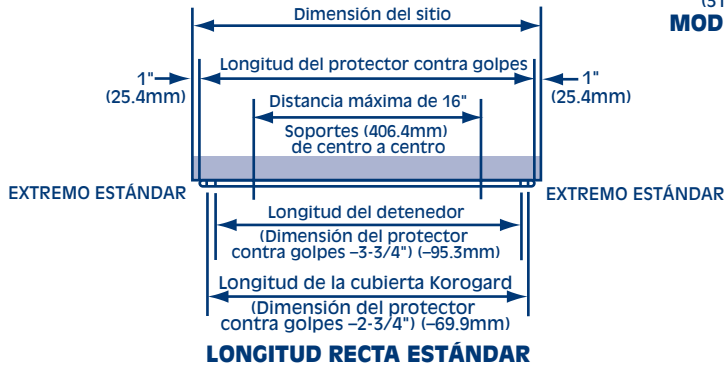 (51
MOD
Dimensión del sitio
Longitud del protector contra golpes
1"
(25.4mm)
1"
(25.4mm)
Distancia máxima de 16"
Soportes (406.4mm)
de centro a centro
EXTREMO ESTÁNDAR
EXTREMO ESTÁNDAR
Longitud del detenedor
(Dimensión del protector
contra golpes –3-3/4") (–95.3mm)
Longitud de la cubierta Korogard
(Dimensión del protector
contra golpes –2-3/4") (–69.9mm)
LONGITUD RECTA ESTÁNDAR